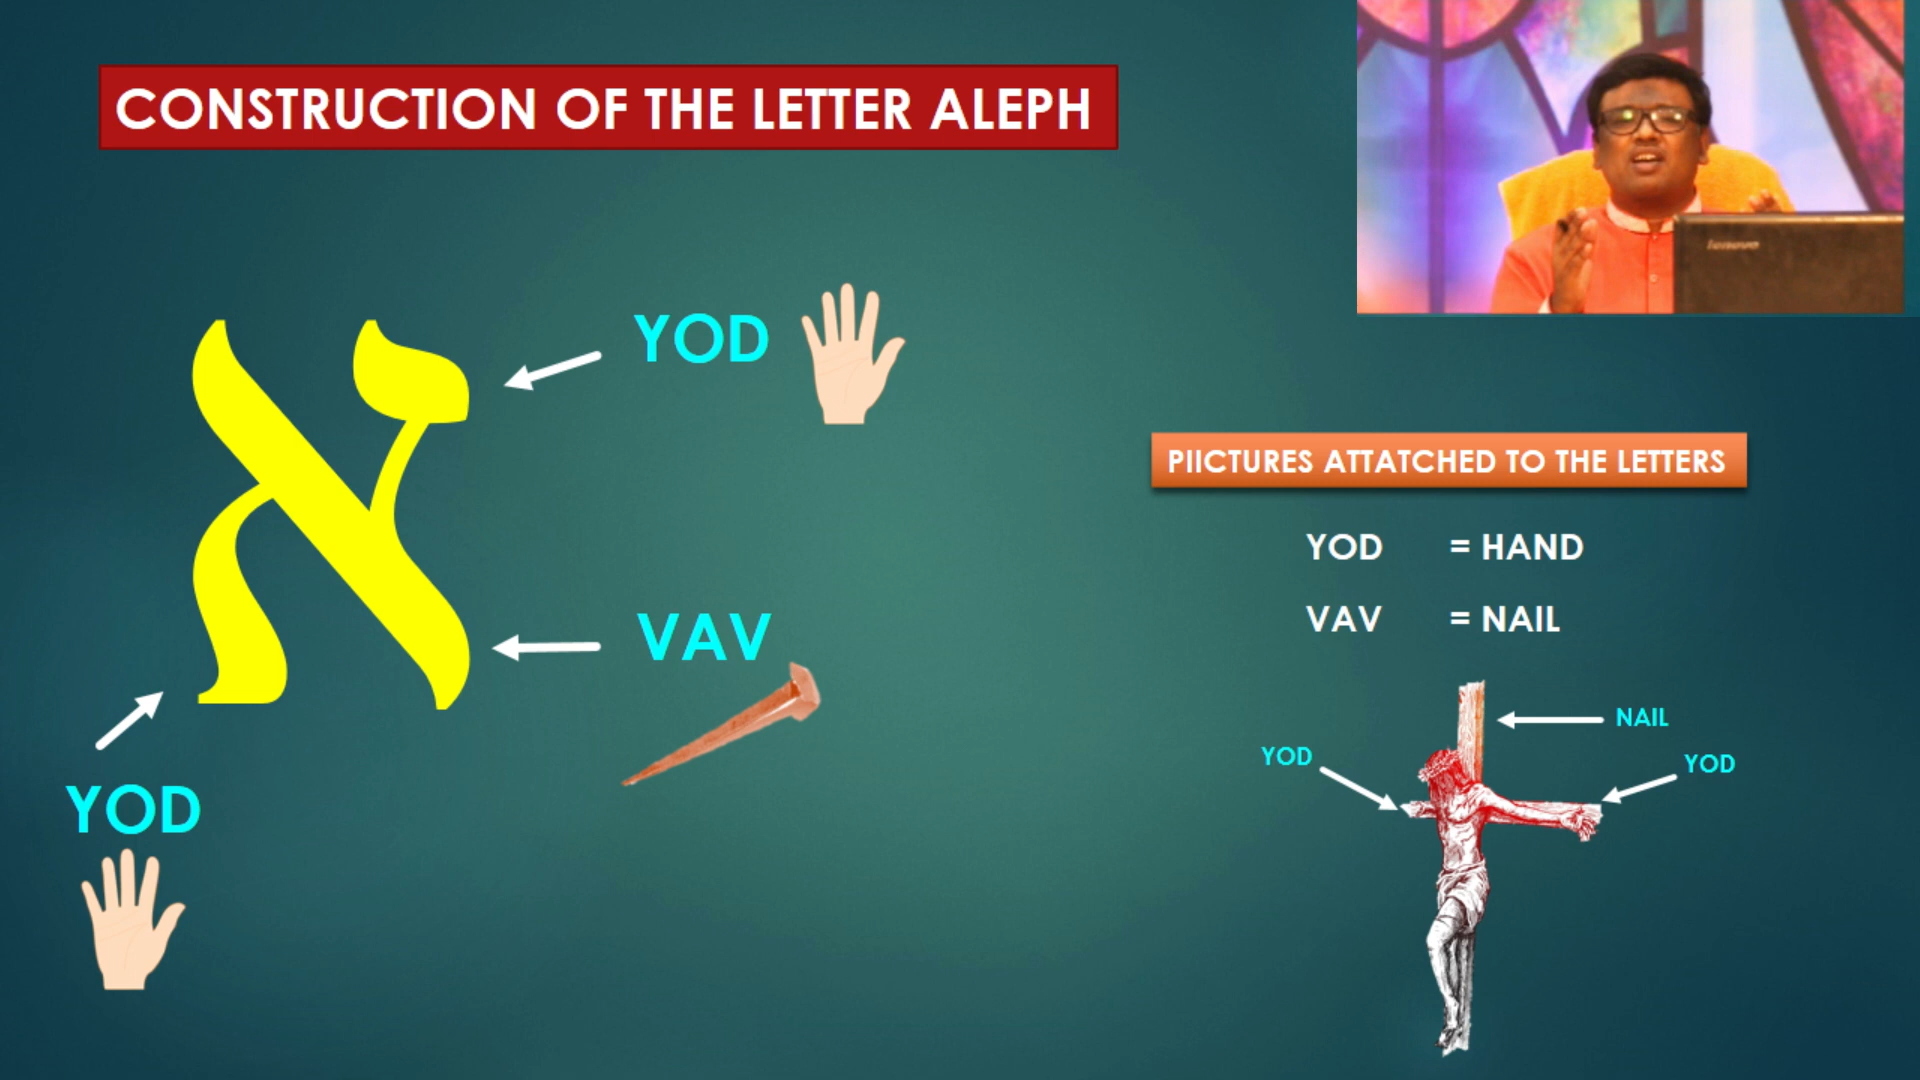 CONSTRUCTION OF THE LETTER ALEPH
lenovo
א
YOD
VAV
YOD
PIICTURES ATTATCHED TO THE LETTERS
YOD = HAND
VAV = NAIL
NAIL
YOD
YOD